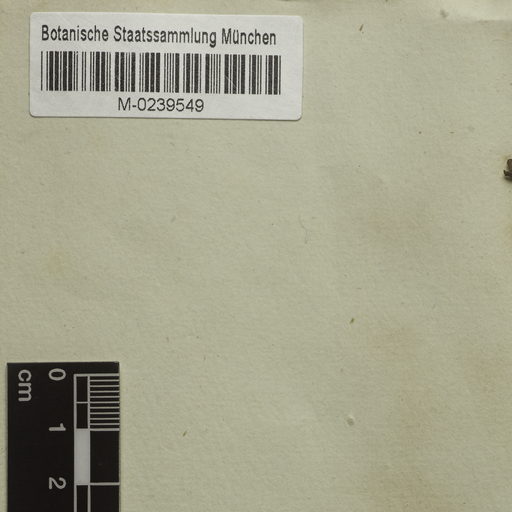 Botanische Staatssammlung München
M-0239549
cm
0
1
2